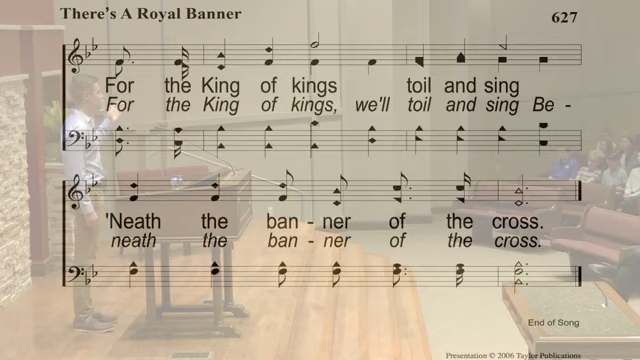 There's A Royal Banner 627
For the King of kings toil and sing
For the King of kings, we'll toil and sing Be -
'Neath the ban - ner of the cross.
neath the ban - ner of the cross.
End of Song
Presentation © 2006 Taylor Publications